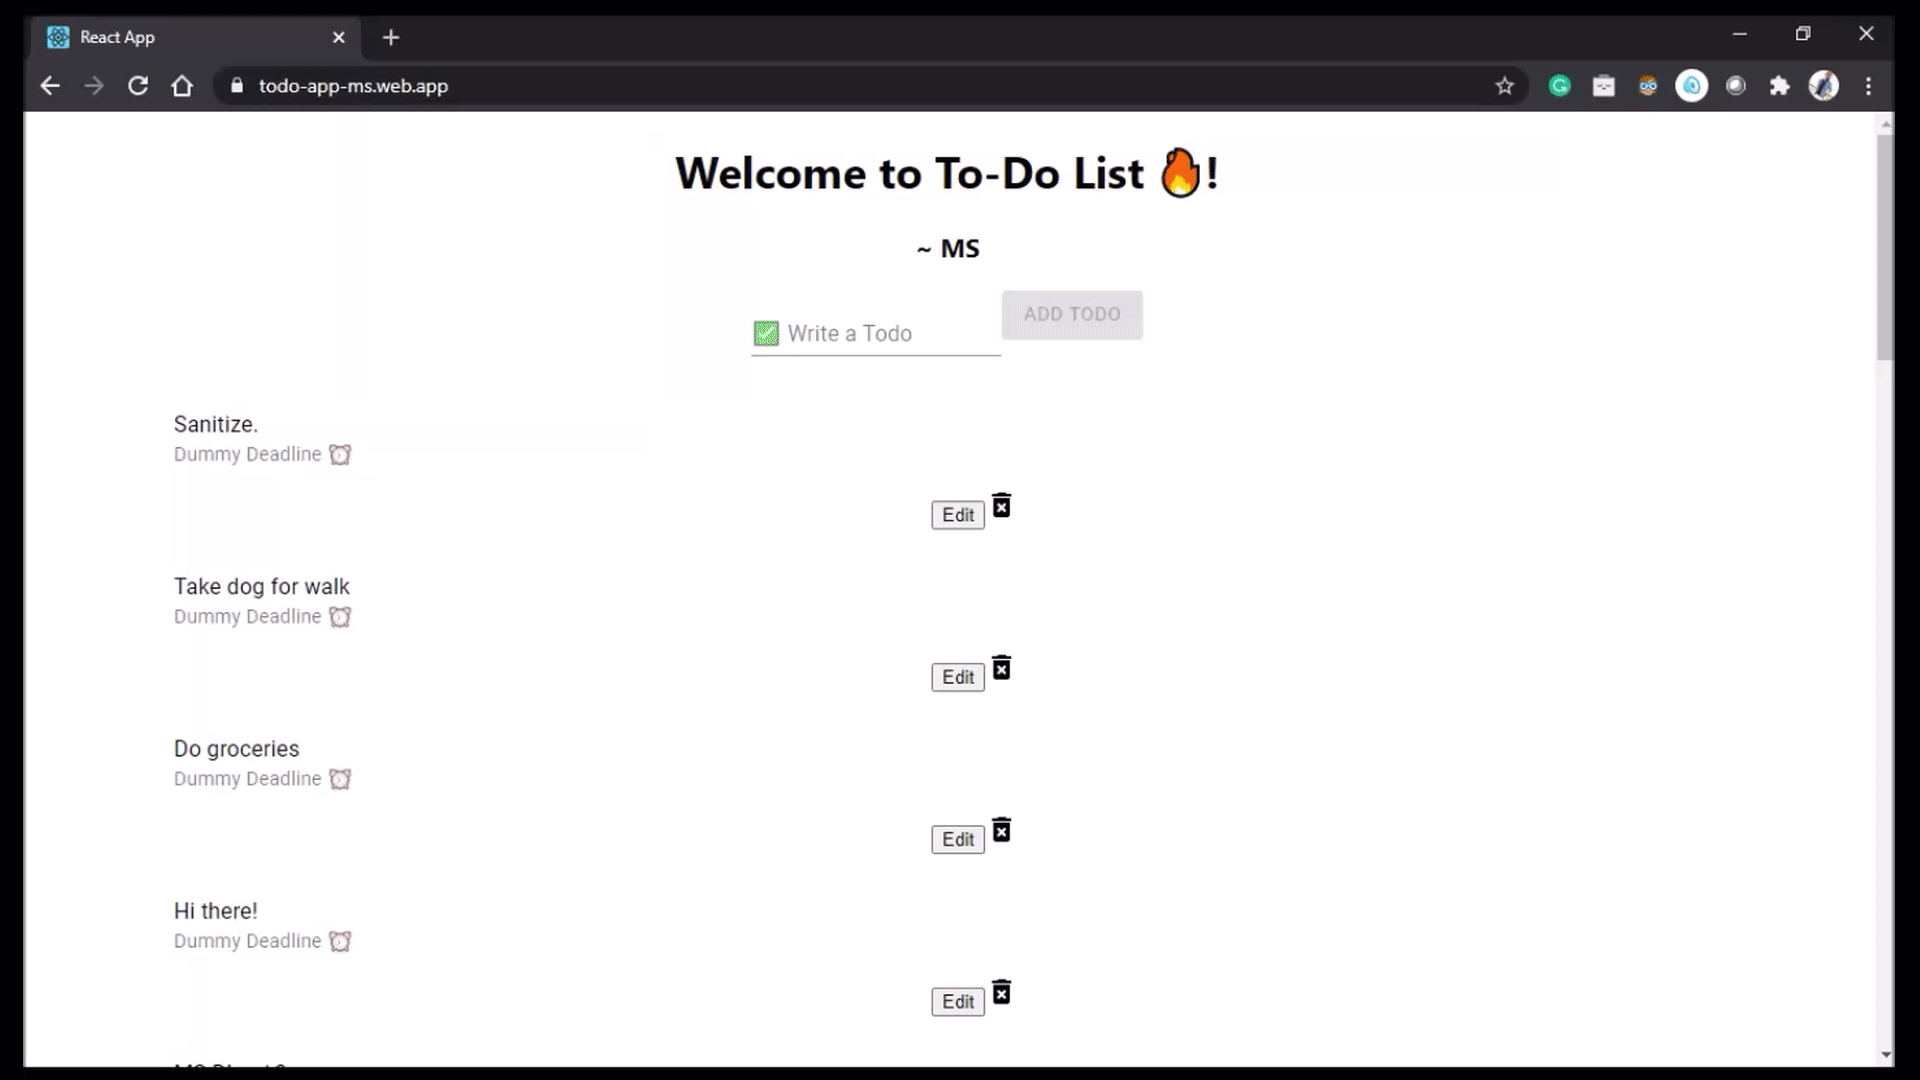 React App
todo-app-ms.web.app
Welcome to To-Do List 🔥!
~ MS
✅ Write a Todo
ADD TODO
Sanitize.
Dummy Deadline ⏰
Edit
Take dog for walk
Dummy Deadline ⏰
Edit
Do groceries
Dummy Deadline ⏰
Edit
Hi there!
Dummy Deadline ⏰
Edit